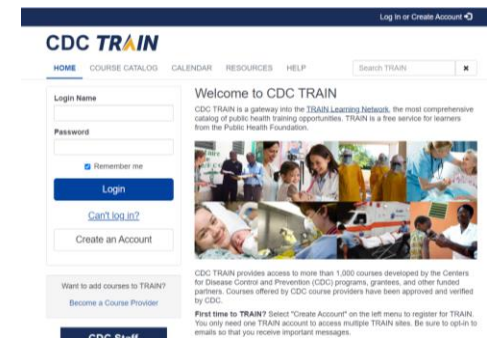 Log In or Create Account
CDC TRAIN
HOME COURSE CATALOG CALENDAR RESOURCES HELP
Search TRAIN
Login Name
Password
Remember me
Login
Can't log in?
Create an Account
Want to add courses to TRAIN?
Become a Course Provider
CDC Staff
Welcome to CDC TRAIN
CDC TRAIN is a gateway into the TRAIN Learning Network, the most comprehensive
catalog of public health training opportunities. TRAIN is a free service for learners
from the Public Health Foundation.
CDC TRAIN provides access to more than 1,000 courses developed by the Centers
for Disease Control and Prevention (CDC) programs, grantees, and other funded
partners. Courses offered by CDC course providers have been approved and verified
by CDC.
First time to TRAIN? Select "Create Account" on the left menu to register for TRAIN.
You only need one TRAIN account to access multiple TRAIN sites. Be sure to opt-in to
emails so that you receive important messages.